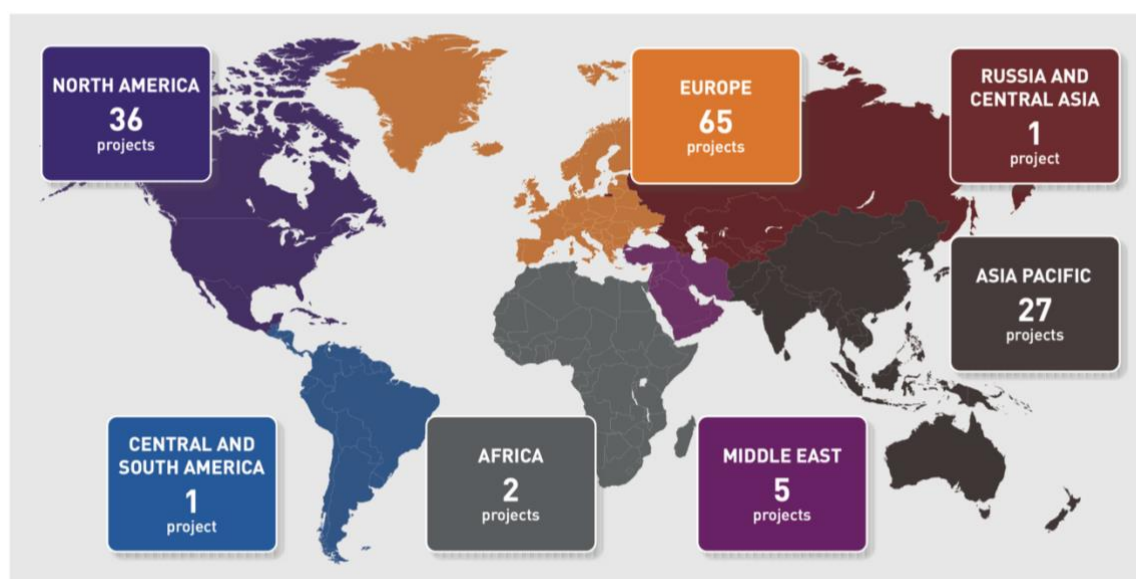 NORTH AMERICA
36
projects
EUROPE
65
projects
RUSSIA AND
CENTRAL ASIA
1
project
ASIA PACIFIC
27
projects
CENTRAL AND
SOUTH AMERICA
1
project
AFRICA
2
projects
MIDDLE EAST
5
projects